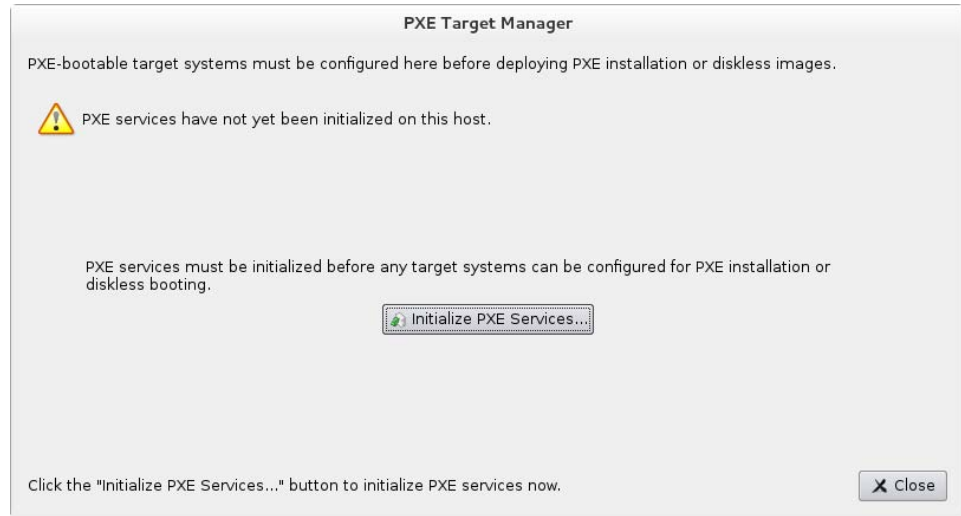 PXE Target Manager
PXE-bootable target systems must be configured here before deploying PXE installation or diskless images.
PXE services have not yet been initialized on this host.
PXE services must be initialized before any target systems can be configured for PXE installation or
diskless booting.
Initialize PXE Services...
Click the "Initialize PXE Services..." button to initialize PXE services now.
Close